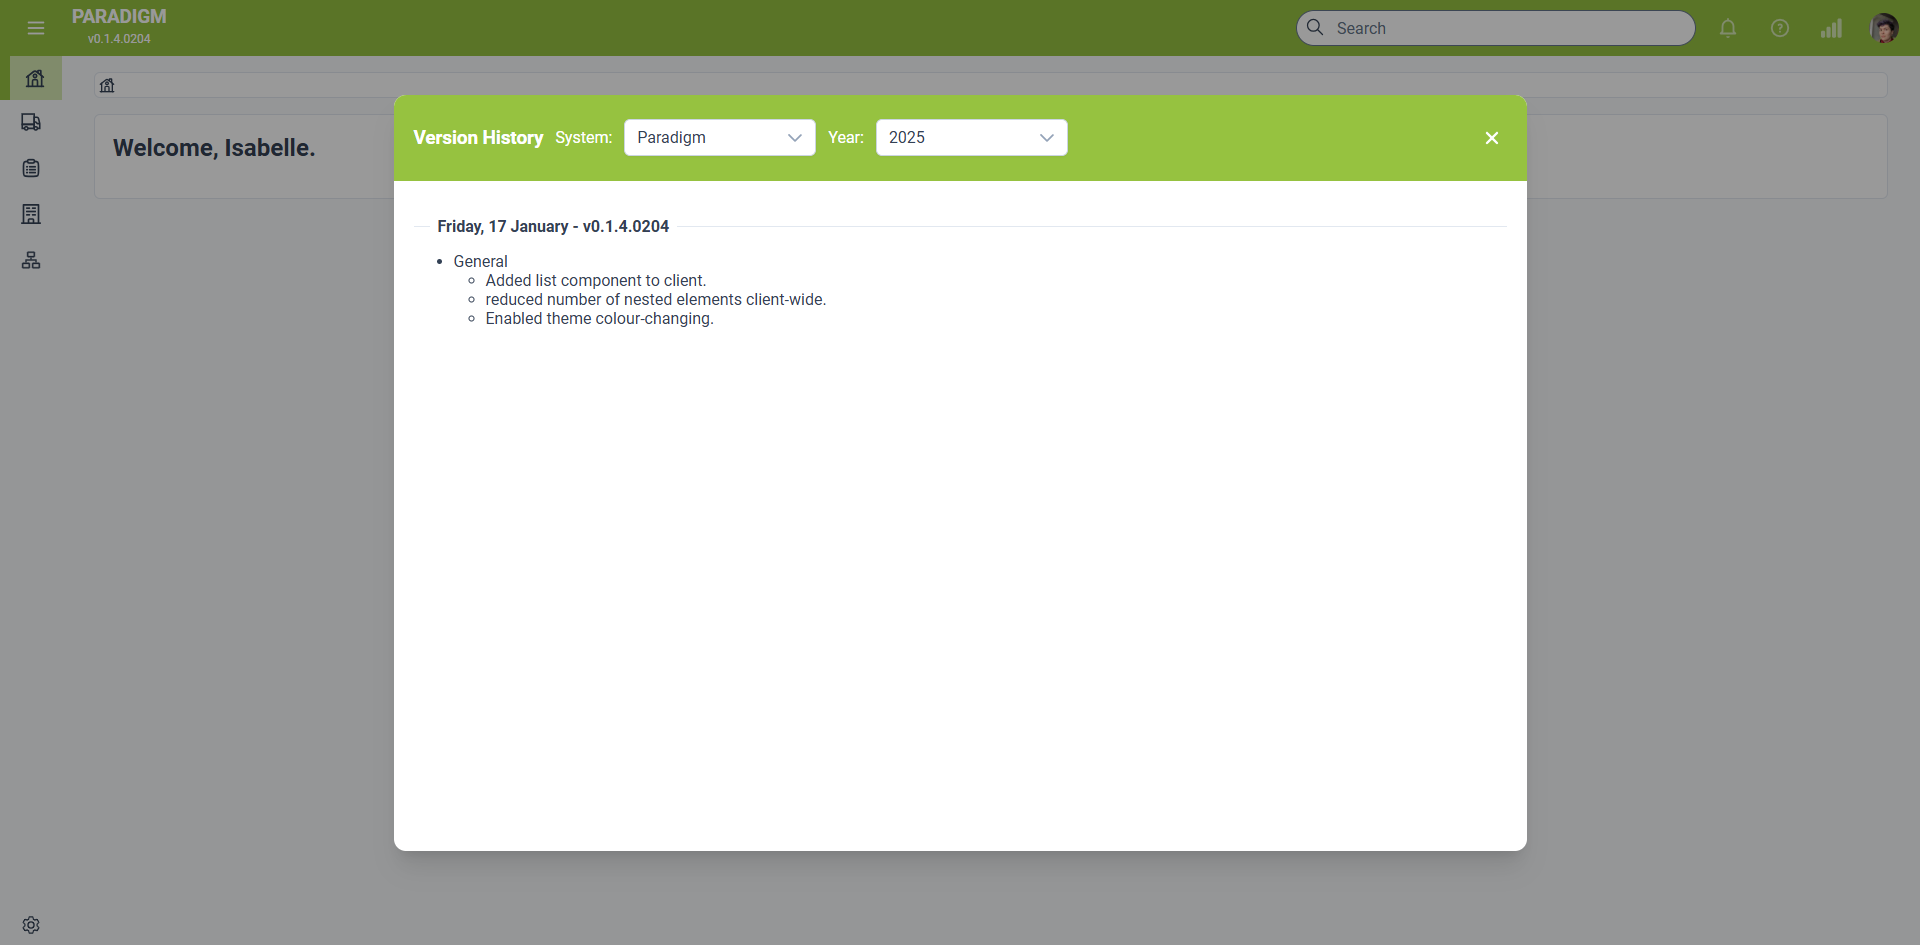 PARADIGM
v0.1.4.0204
Search
Welcome, Isabelle.
Version History System: Paradigm Year: 2025
Friday, 17 January - v0.1.4.0204
General
Added list component to client.
reduced number of nested elements client-wide.
Enabled theme colour-changing.